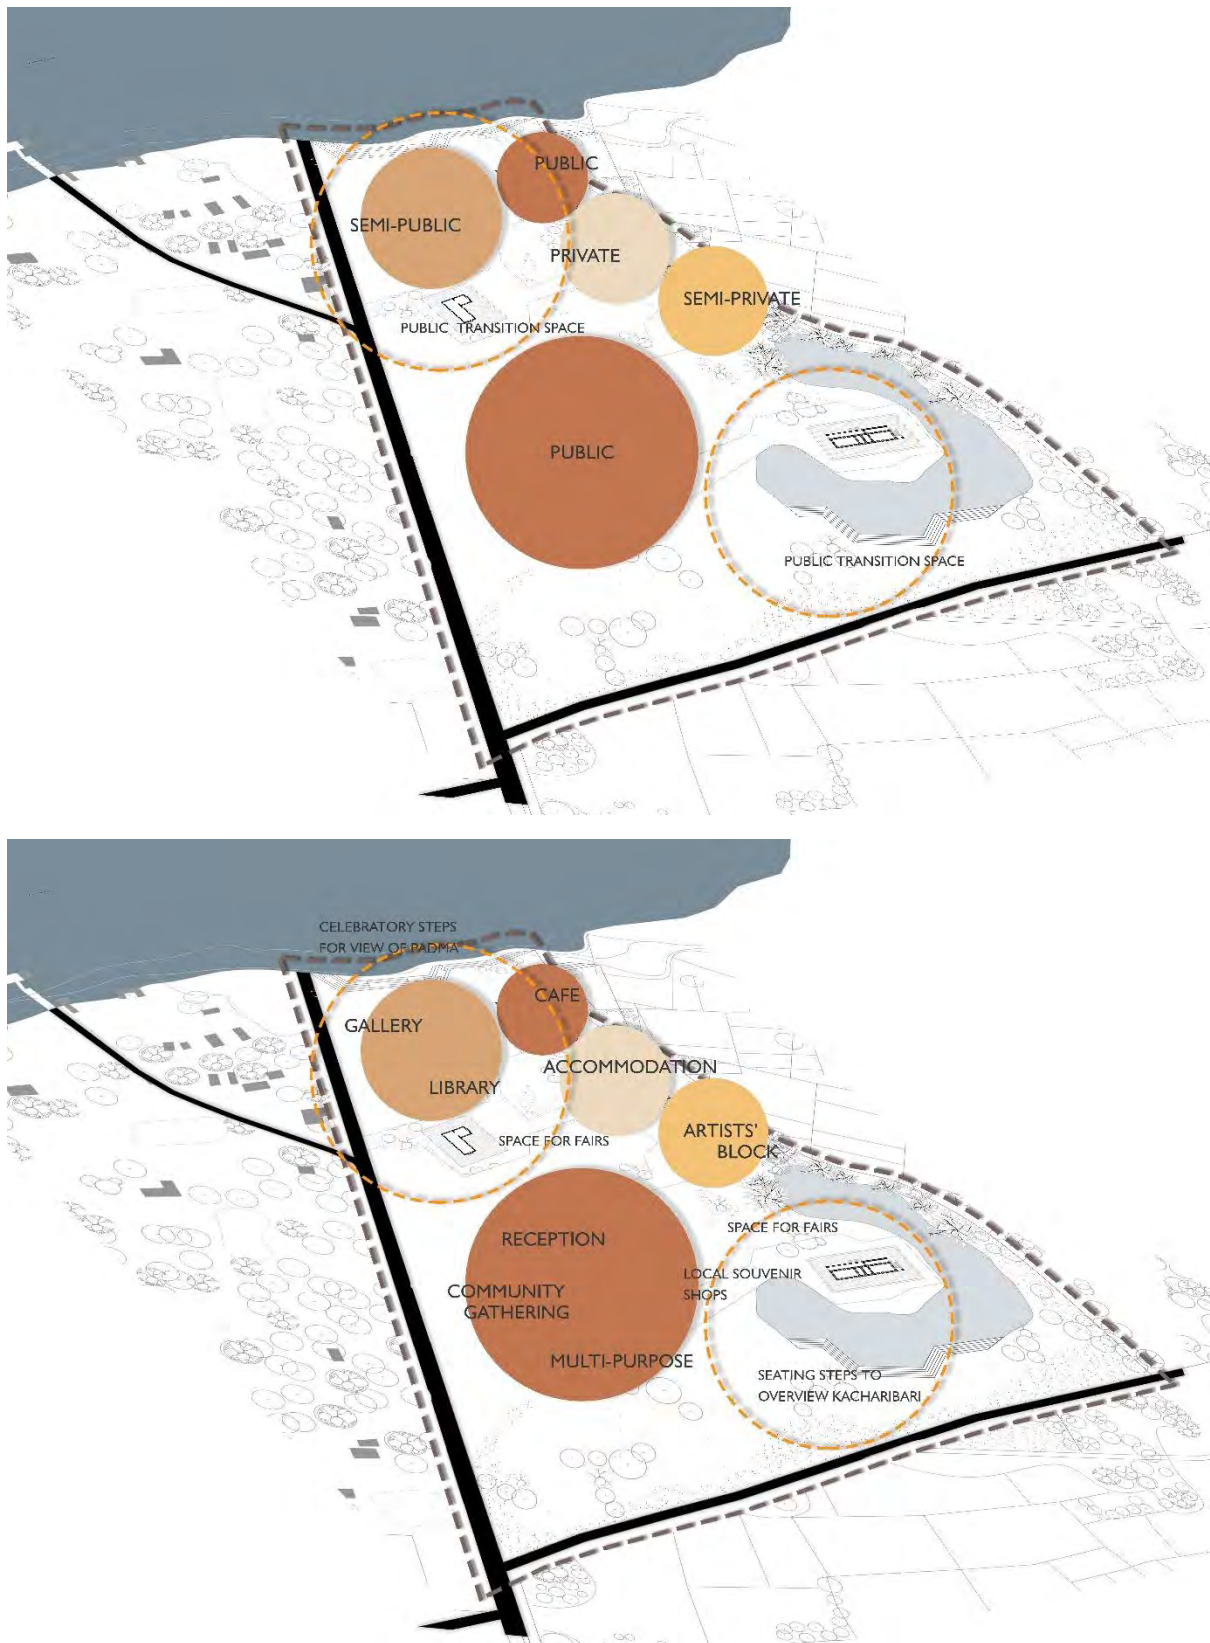 PUBLIC
SEMI-PUBLIC
PRIVATE
SEMI-PRIVATE
PUBLIC TRANSITION SPACE
PUBLIC
PUBLIC TRANSITION SPACE
CELEBRATORY STEPS
FOR VIEW OF PADMA
CAFE
GALLERY
ACCOMMODATION
LIBRARY
ARTISTS'
BLOCK
SPACE FOR FAIRS
SPACE FOR FAIRS
RECEPTION
LOCAL SOUVENIR
SHOPS
COMMUNITY
GATHERING
MULTI-PURPOSE
SEATING STEPS TO
OVERVIEW KACHARIBARI